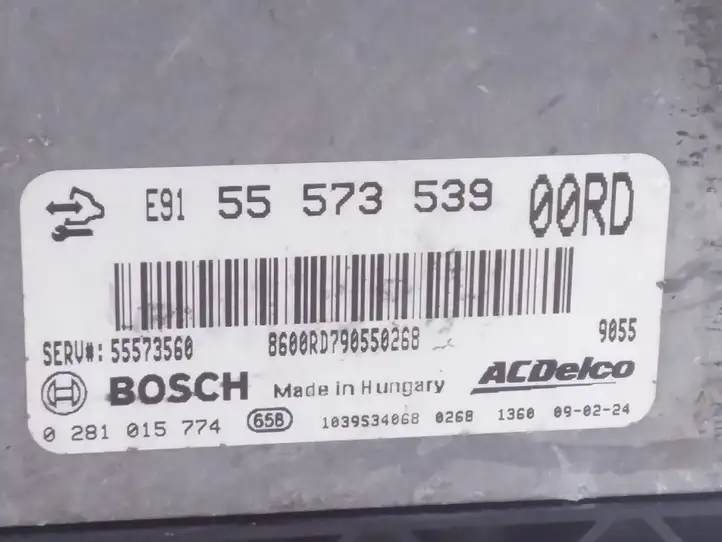 E91 55 573 539 00RD
SERV#: 55573560 8600RD790550268 9055
BOSCH Made in Hungary ACDelco
0 281 015 774 65B 1039S34068 0268 1360 09-02-24